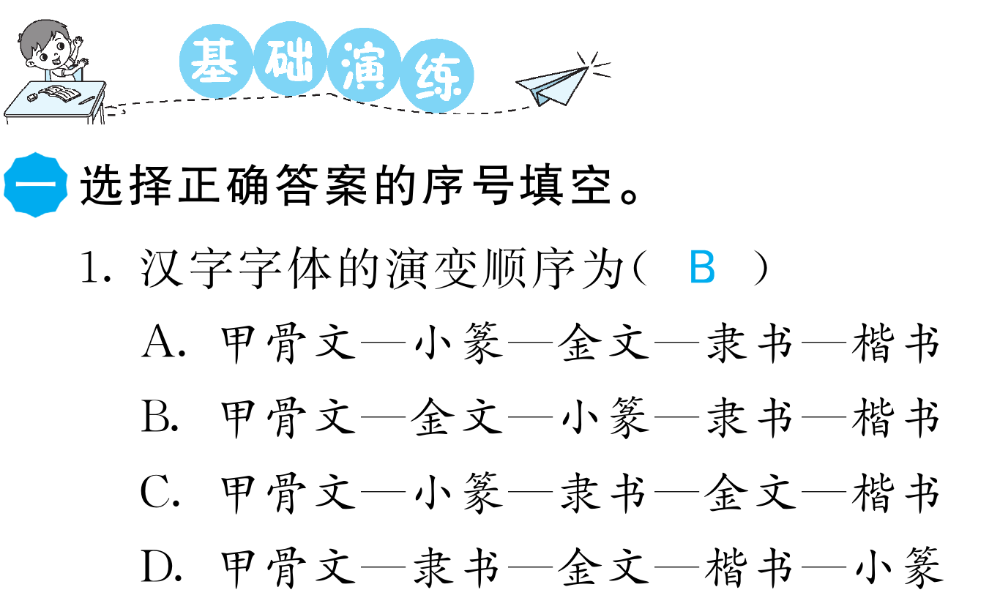 基础演练
一 选择正确答案的序号填空。
1. 汉字字体的演变顺序为( B )
A. 甲骨文—小篆—金文—隶书—楷书
B. 甲骨文—金文—小篆—隶书—楷书
C. 甲骨文—小篆—隶书—金文—楷书
D. 甲骨文—隶书—金文—楷书—小篆